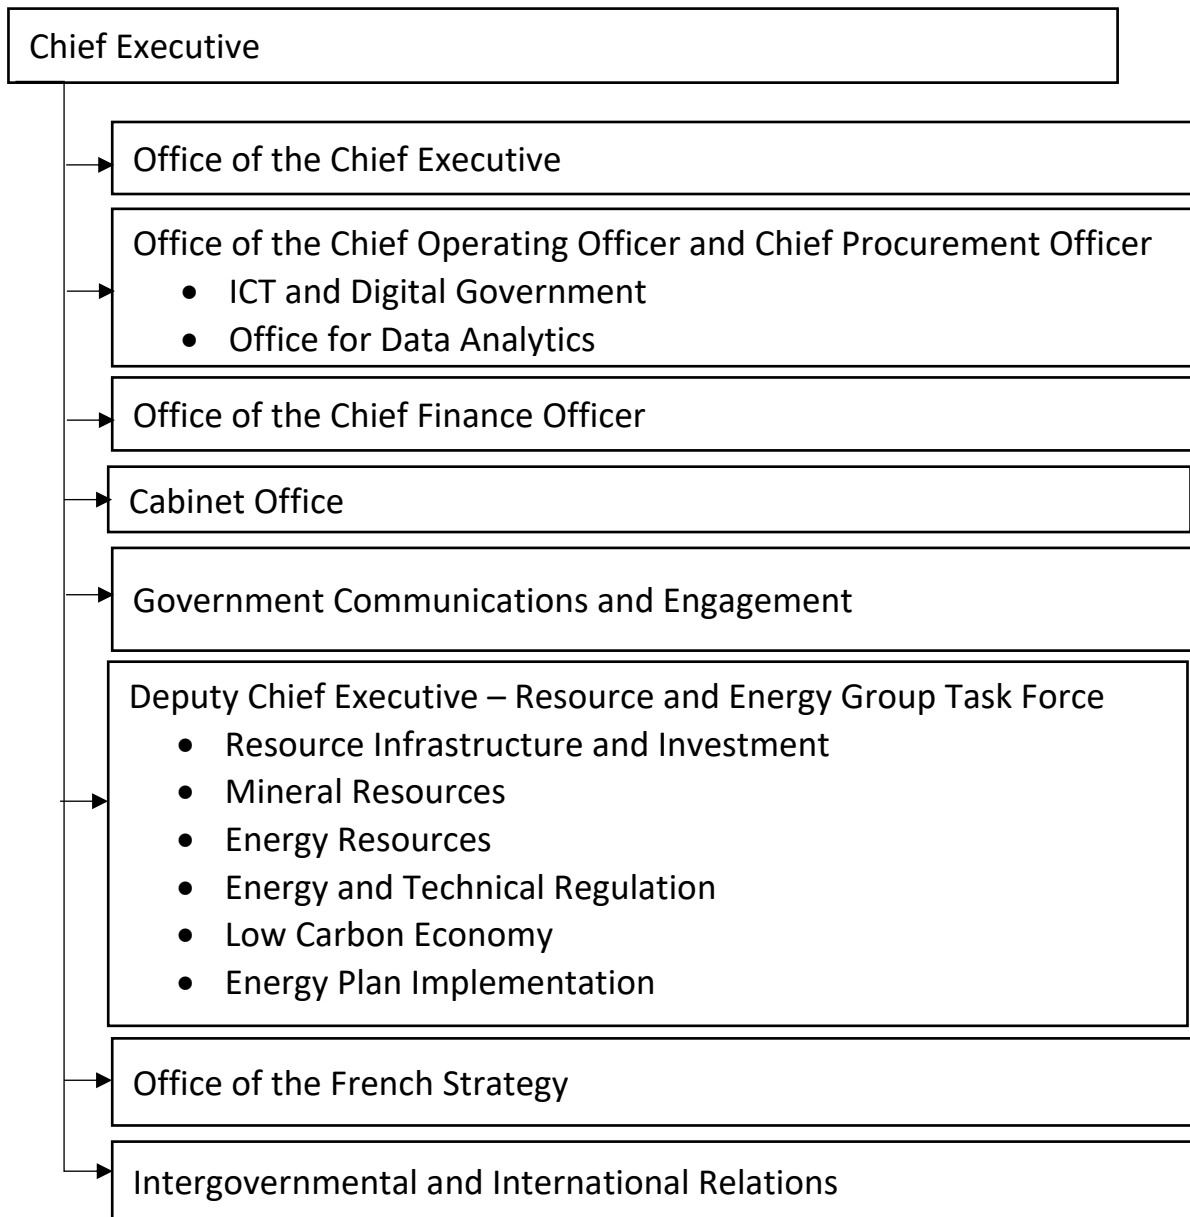 Chief Executive
Office of the Chief Executive
Office of the Chief Operating Officer and Chief Procurement Officer
• ICT and Digital Government
• Office for Data Analytics
Office of the Chief Finance Officer
Cabinet Office
Government Communications and Engagement
Deputy Chief Executive – Resource and Energy Group Task Force
• Resource Infrastructure and Investment
• Mineral Resources
• Energy Resources
• Energy and Technical Regulation
• Low Carbon Economy
• Energy Plan Implementation
Office of the French Strategy
Intergovernmental and International Relations